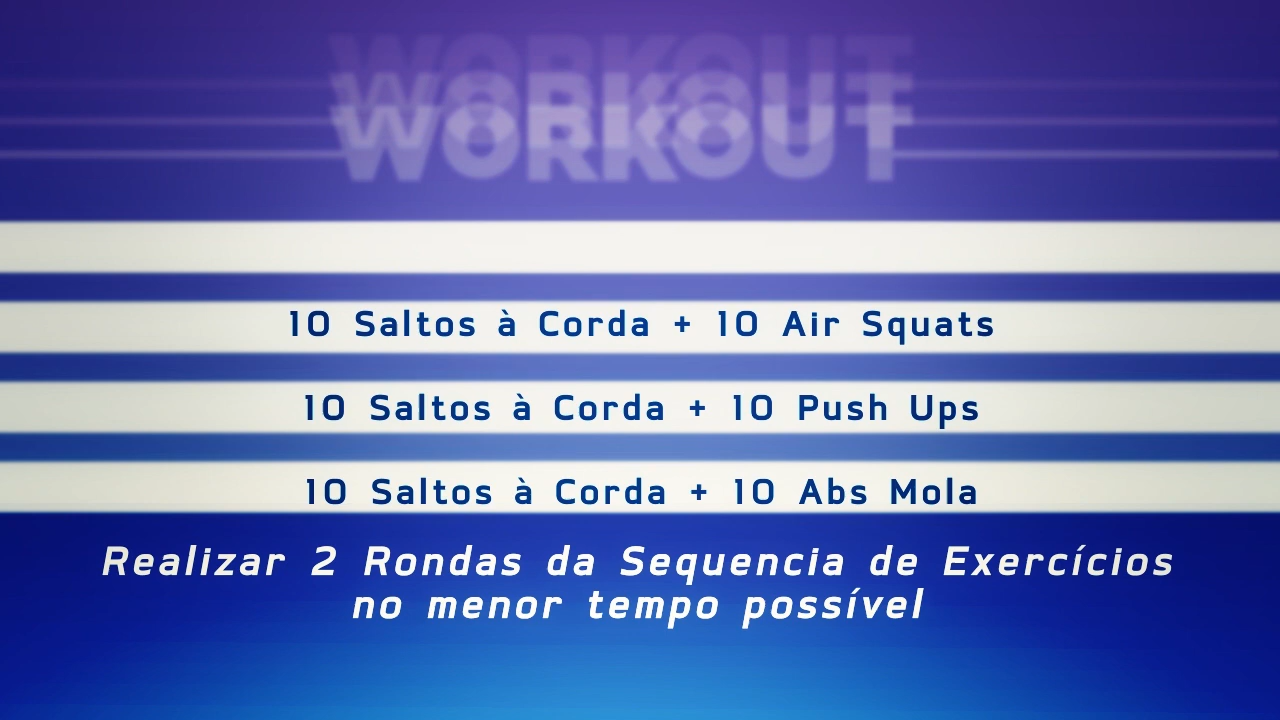 WORKOUT
WORKOUT
10 Saltos à Corda + 10 Air Squats
10 Saltos à Corda + 10 Push Ups
10 Saltos à Corda + 10 Abs Mola
Realizar 2 Rondas da Sequencia de Exercícios
no menor tempo possível